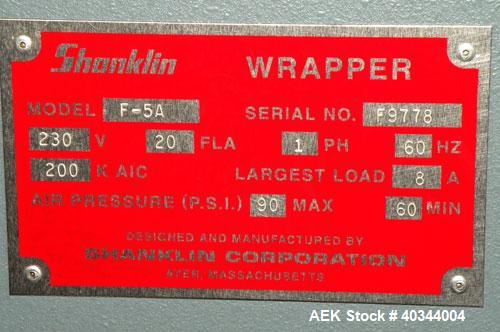 Shanklin WRAPPER
MODEL F-5A SERIAL NO. F9778
230 V 20 FLA 1 PH 60 HZ
200 K AIC LARGEST LOAD 8 A
AIR PRESSURE (P.S.I.) 90 MAX 60 MIN
DESIGNED AND MANUFACTURED BY
SHANKLIN CORPORATION
AYER, MASSACHUSETTS
AEK Stock # 40344004